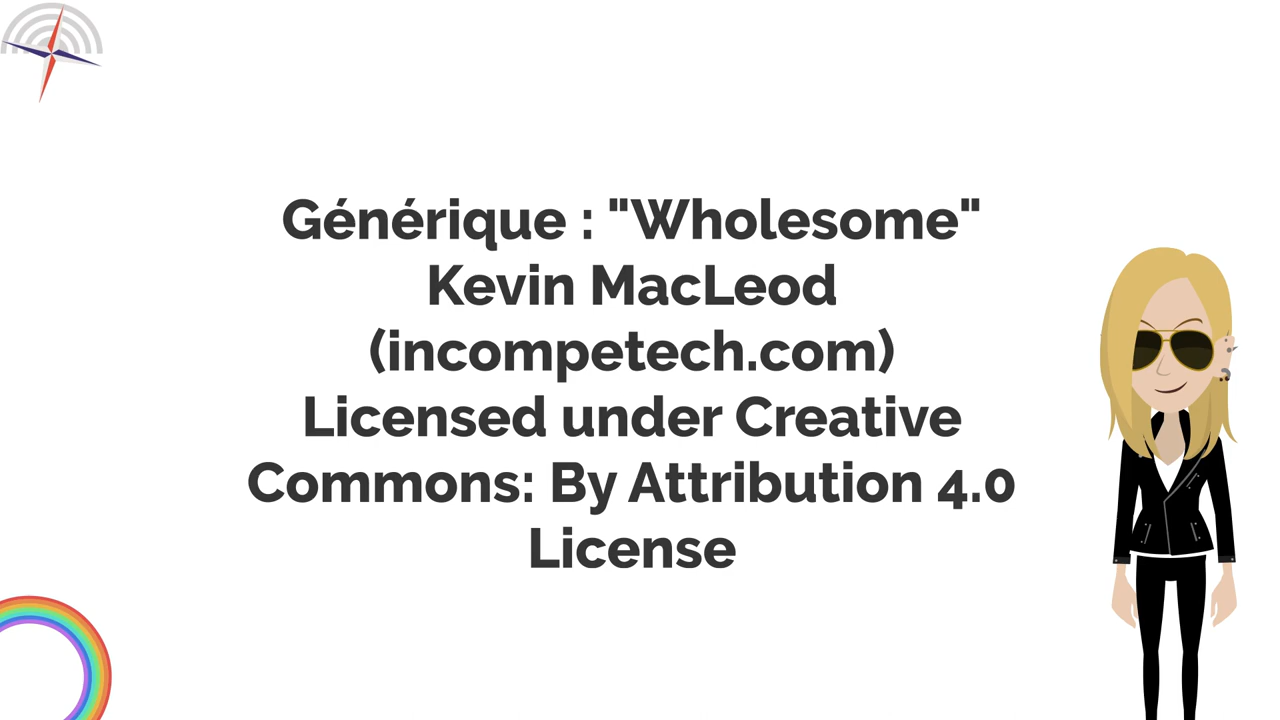 Générique : "Wholesome"
Kevin MacLeod
(incompetech.com)
Licensed under Creative
Commons: By Attribution 4.0
License